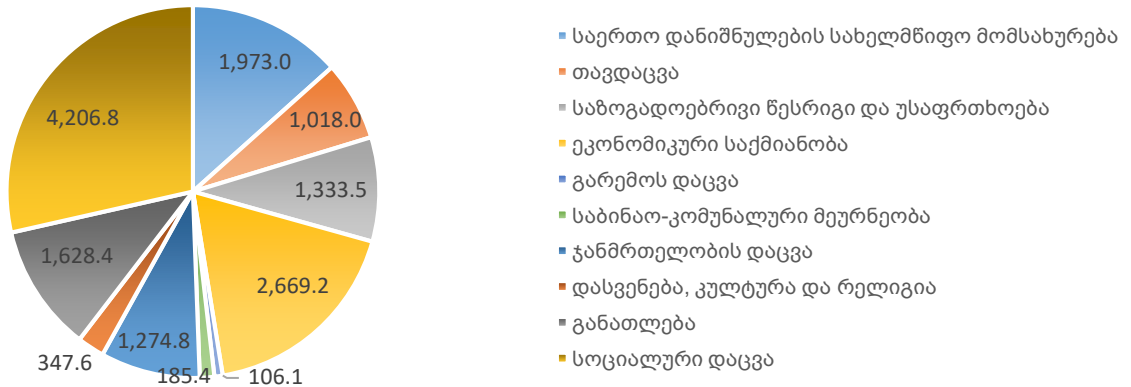 1,973.0
1,018.0
1,333.5
2,669.2
106.1
185.4
1,274.8
347.6
1,628.4
4,206.8
საერთო დანიშნულების სახელმწიფო მომსახურება
თავდაცვა
საზოგადოებრივი წესრიგი და უსაფრთხოება
ეკონომიკური საქმიანობა
გარემოს დაცვა
საბინაო-კომუნალური მეურნეობა
ჯანმრთელობის დაცვა
დასვენება, კულტურა და რელიგია
განათლება
სოციალური დაცვა